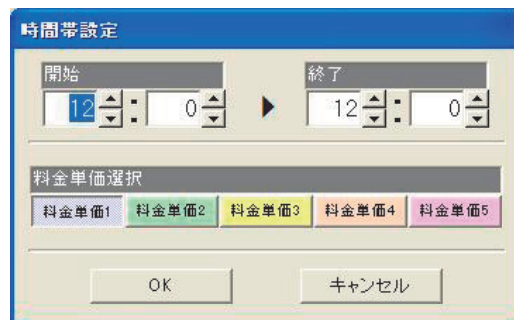 時間帯設定
開始 終了
12 : 0 ▶ 12 : 0
料金単価選択
料金単価1 料金単価2 料金単価3 料金単価4 料金単価5
OK キャンセル